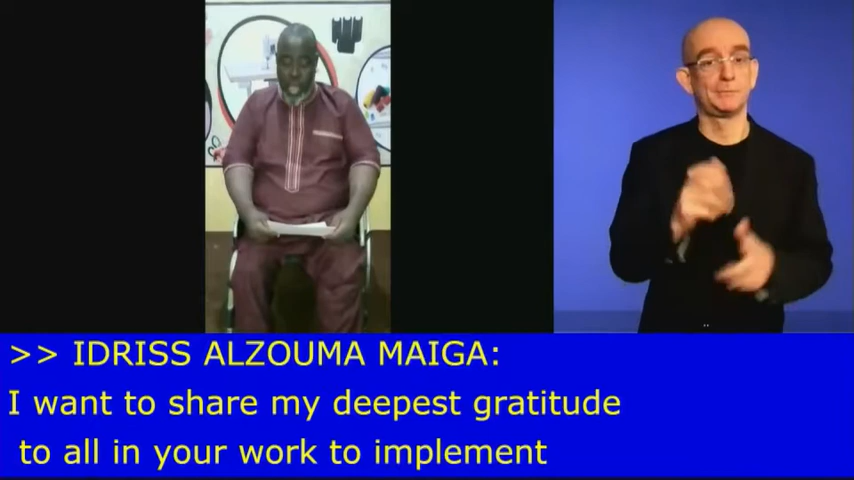 >> IDRISS ALZOUMA MAIGA:
I want to share my deepest gratitude
to all in your work to implement